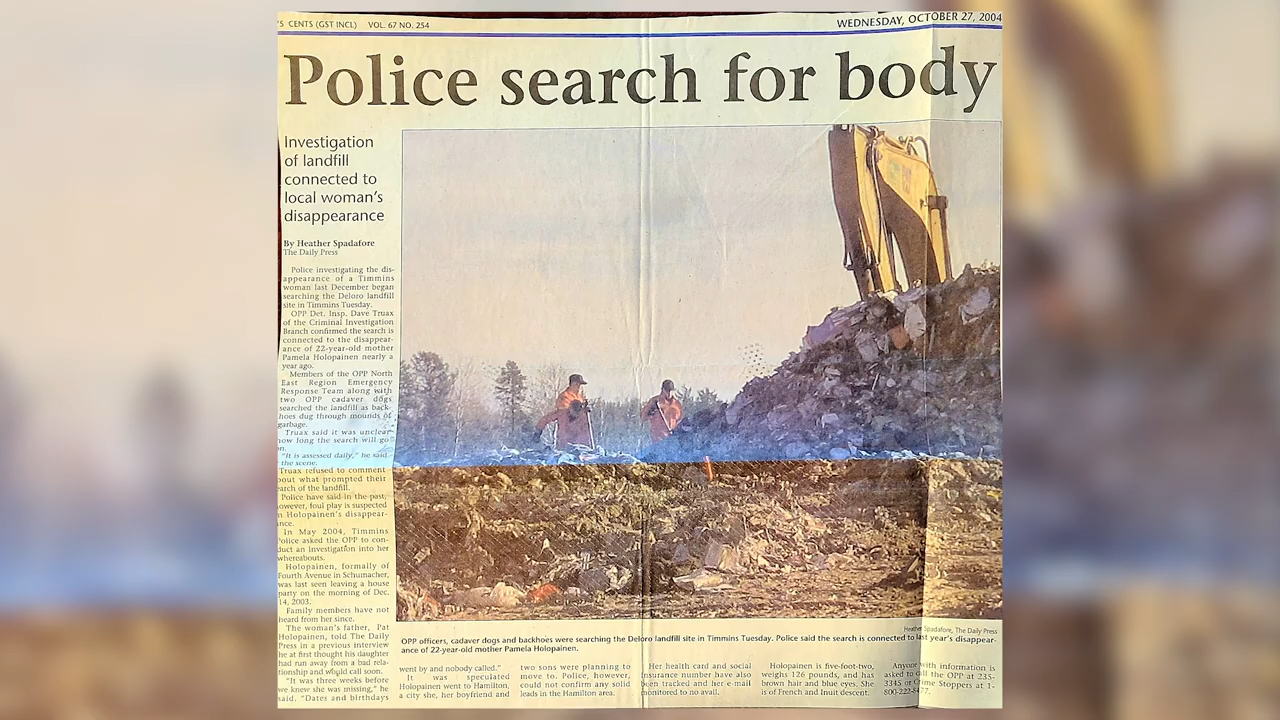 5 CENTS (GST INCL) VOL. 67 NO. 254
WEDNESDAY, OCTOBER 27, 2004
Police search for body
Investigation
of landfill
connected to
local woman's
disappearance
By Heather Spadafore
The Daily Press
Police investigating the dis-
appearance of a Timmins
woman last December began
searching the Deloro landfill
site in Timmins Tuesday.
OPP Det. Insp. Dave Truax
of the Criminal Investigation
Branch confirmed the search is
connected to the disappear-
ance of 22-year-old mother
Pamela Holopainen nearly a
year ago.
Members of the OPP North
East Region Emergency
Response Team along with
two OPP cadaver dogs
searched the landfill as back-
hoes dug through mounds of
garbage.
Truax said it was unclear
how long the search will go
on.
"It is assessed daily," he said
the scene.
Truax refused to comment
about what prompted their
search of the landfill.
Police have said in the past,
however, foul play is suspected
in Holopainen's disappear-
ance.
In May 2004, Timmins
Police asked the OPP to con-
duct an investigation into her
whereabouts.
Holopainen, formally of
Fourth Avenue in Schumacher,
was last seen leaving a house
party on the morning of Dec.
14, 2003.
Family members have not
heard from her since.
The woman's father, Pat
Holopainen, told The Daily
Press in a previous interview
he at first thought his daughter
had run away from a bad rela-
tionship and would call soon.
"It was three weeks before
we knew she was missing," he
said. "Dates and birthdays
Heather Spadafore, The Daily Press
OPP officers, cadaver dogs and backhoes were searching the Deloro landfill site in Timmins Tuesday. Police said the search is connected to last year's disappear-
ance of 22-year-old mother Pamela Holopainen.
went by and nobody called."
It was speculated
Holopainen went to Hamilton,
a city she, her boyfriend and
two sons were planning to
move to. Police, however,
could not confirm any solid
leads in the Hamilton area.
Her health card and social
insurance number have also
been tracked and her e-mail
monitored to no avail.
Holopainen is five-foot-two,
weighs 126 pounds, and has
brown hair and blue eyes. She
is of French and Inuit descent.
Anyone with information is
asked to call the OPP at 235-
3345 or Crime Stoppers at 1-
800-222-8477.